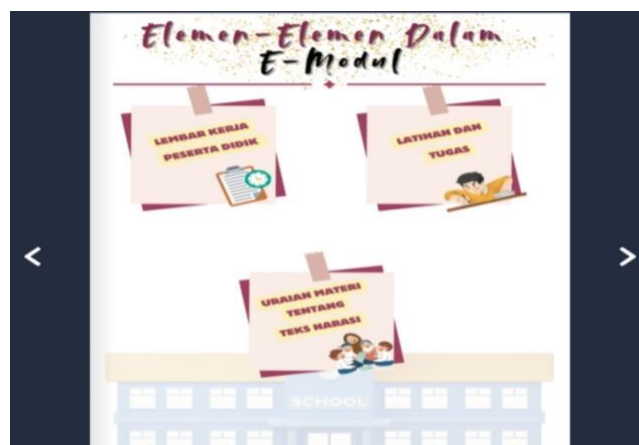 Elemen-Elemen Dalam
E-Modul
LEMBAR KERJA
PESERTA DIDIK
LATIHAN DAN
TUGAS
URAIAN MATERI
TENTANG
TEKS NARASI
SCHOOL